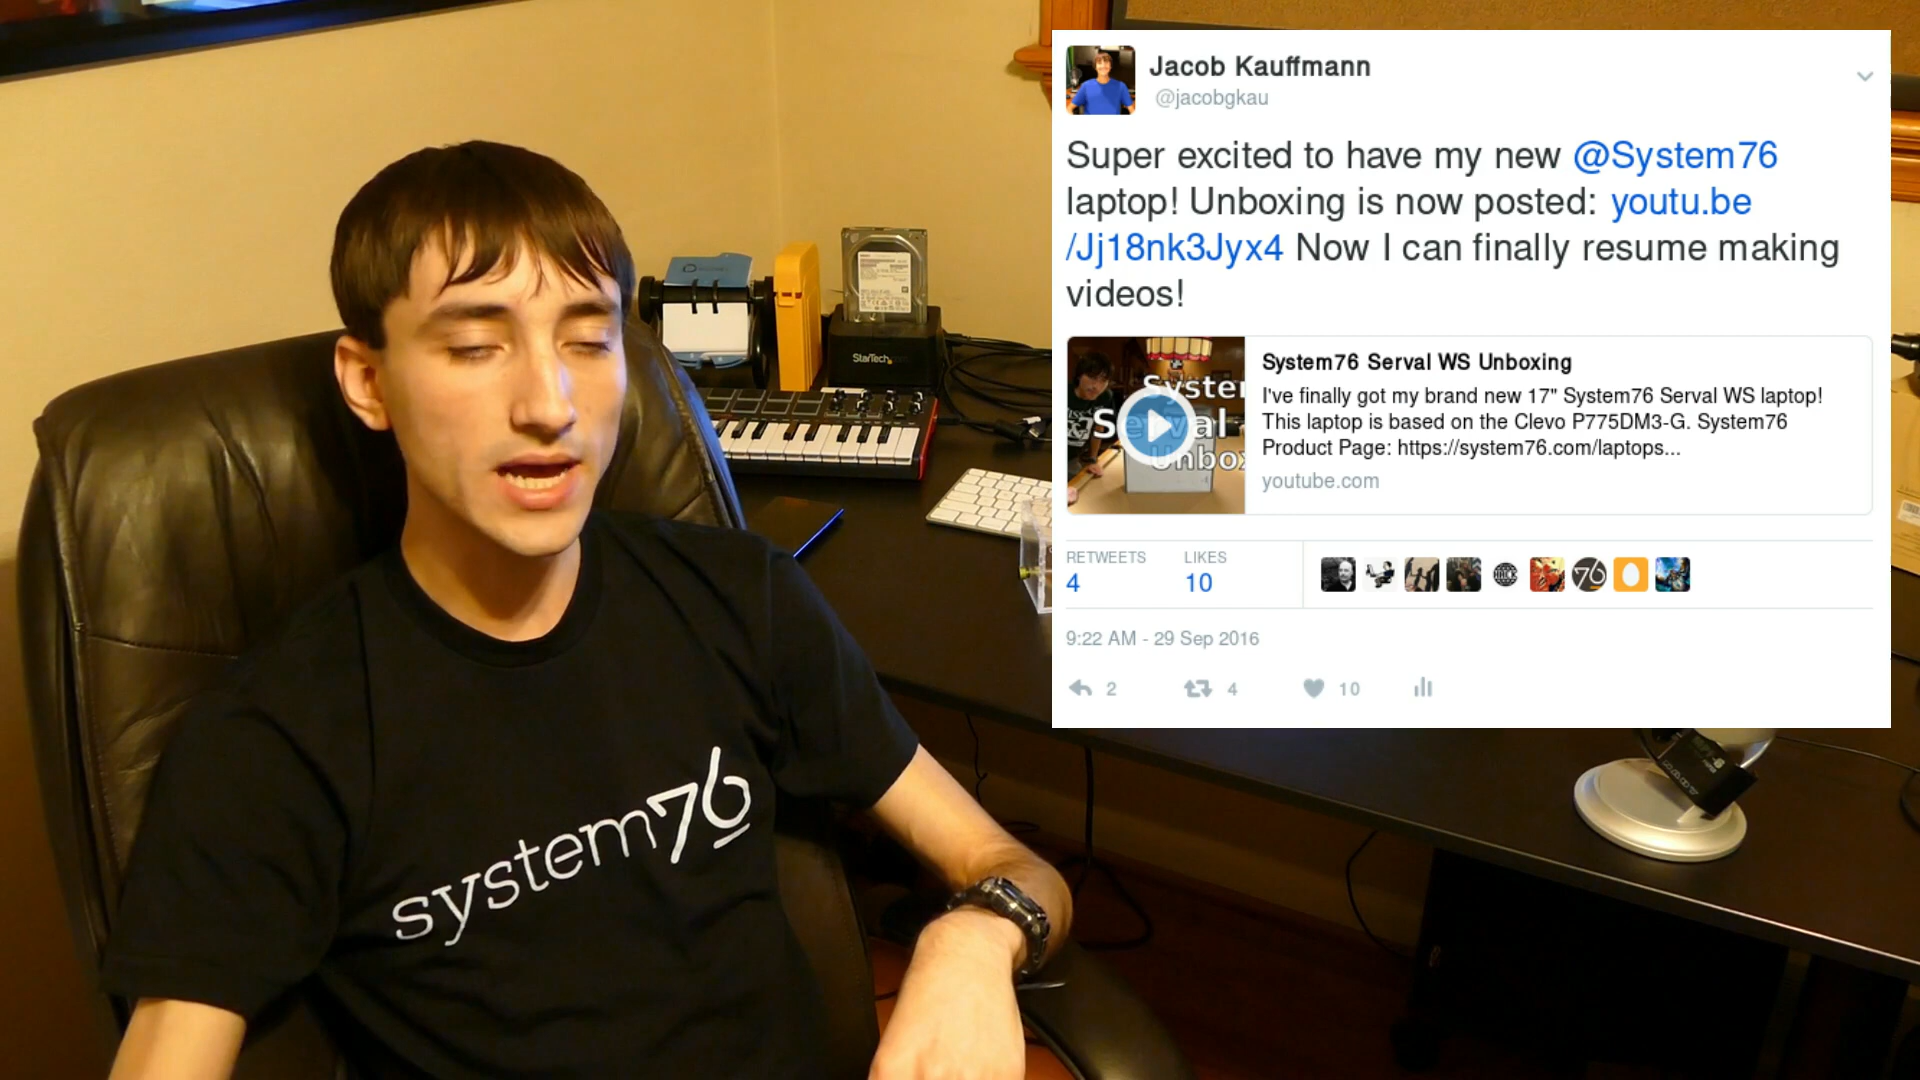 Jacob Kauffmann
@jacobgkau
Super excited to have my new @System76
laptop! Unboxing is now posted: youtu.be
/Jj18nk3Jyx4 Now I can finally resume making
videos!
System76 Serval WS Unboxing
I've finally got my brand new 17" System76 Serval WS laptop!
This laptop is based on the Clevo P775DM3-G. System76
Product Page: https://system76.com/laptops...
youtube.com
RETWEETS
4
LIKES
10
9:22 AM - 29 Sep 2016
2
4
10
StarTech
system76